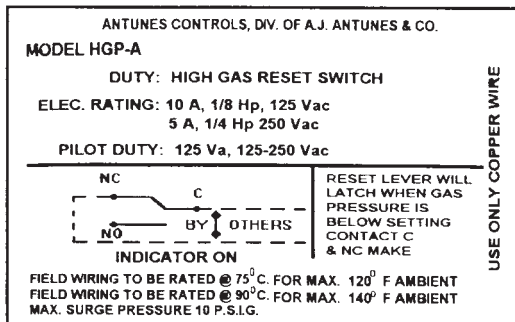 ANTUNES CONTROLS, DIV. OF A.J. ANTUNES & CO.
MODEL HGP-A
DUTY: HIGH GAS RESET SWITCH
ELEC. RATING: 10 A, 1/8 Hp, 125 Vac
5 A, 1/4 Hp 250 Vac
PILOT DUTY: 125 Va, 125-250 Vac
NC
C
NO
BY OTHERS
INDICATOR ON
RESET LEVER WILL
LATCH WHEN GAS
PRESSURE IS
BELOW SETTING
CONTACT C
& NC MAKE
FIELD WIRING TO BE RATED @ 75⁰C. FOR MAX. 120⁰ F AMBIENT
FIELD WIRING TO BE RATED @ 90⁰C. FOR MAX. 140⁰ F AMBIENT
MAX. SURGE PRESSURE 10 P.S.I.G.
USE ONLY COPPER WIRE